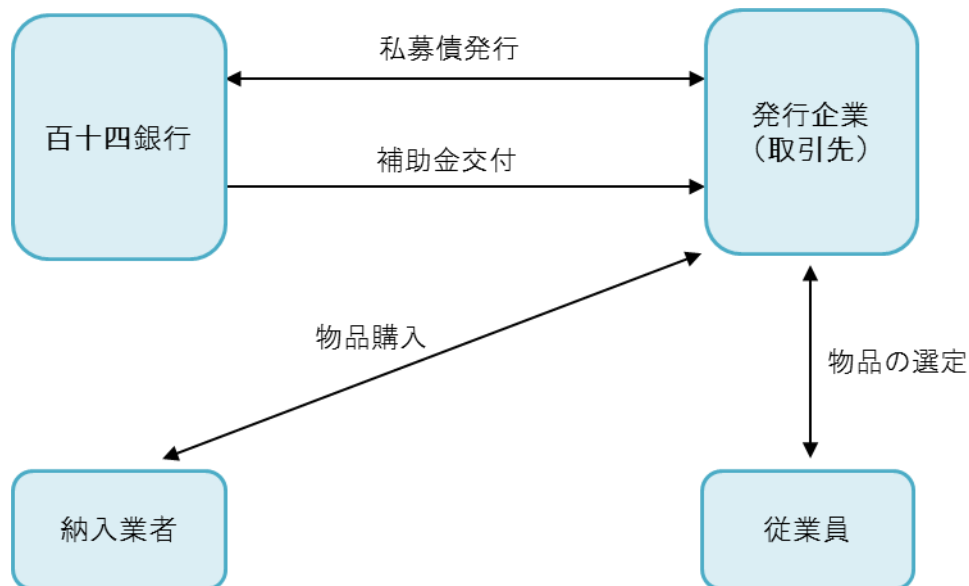 私募債発行
百十四銀行
発行企業
（取引先）
補助金交付
物品購入
物品の選定
納入業者
従業員